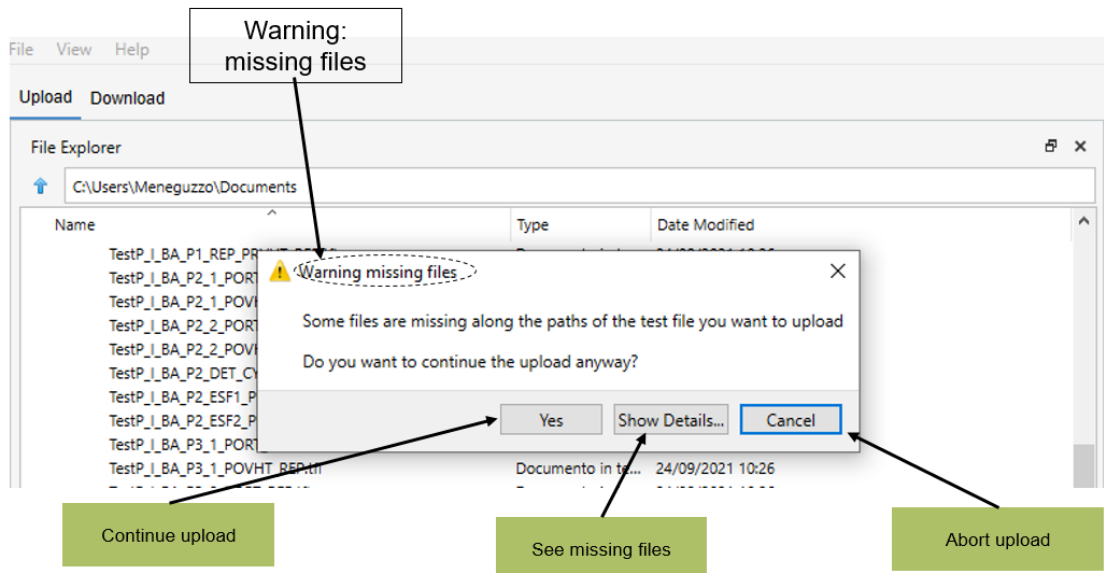 Warning:
missing files
File View Help
Upload Download
File Explorer
C:\Users\Meneguzzo\Documents
Name Type Date Modified
TestP_I_BA_P1_REP_PR
TestP_I_BA_P2_1_PORT
TestP_I_BA_P2_1_POVH
TestP_I_BA_P2_2_PORT
TestP_I_BA_P2_2_POVH
TestP_I_BA_P2_DET_CY
TestP_I_BA_P2_ESF1_P
TestP_I_BA_P2_ESF2_P
TestP_I_BA_P3_1_PORT_
TestP_I_BA_P3_1_POVHT_REP.tfl Documento in te... 24/09/2021 10:26
Warning missing files
Some files are missing along the paths of the test file you want to upload
Do you want to continue the upload anyway?
Yes Show Details... Cancel
Continue upload
See missing files
Abort upload